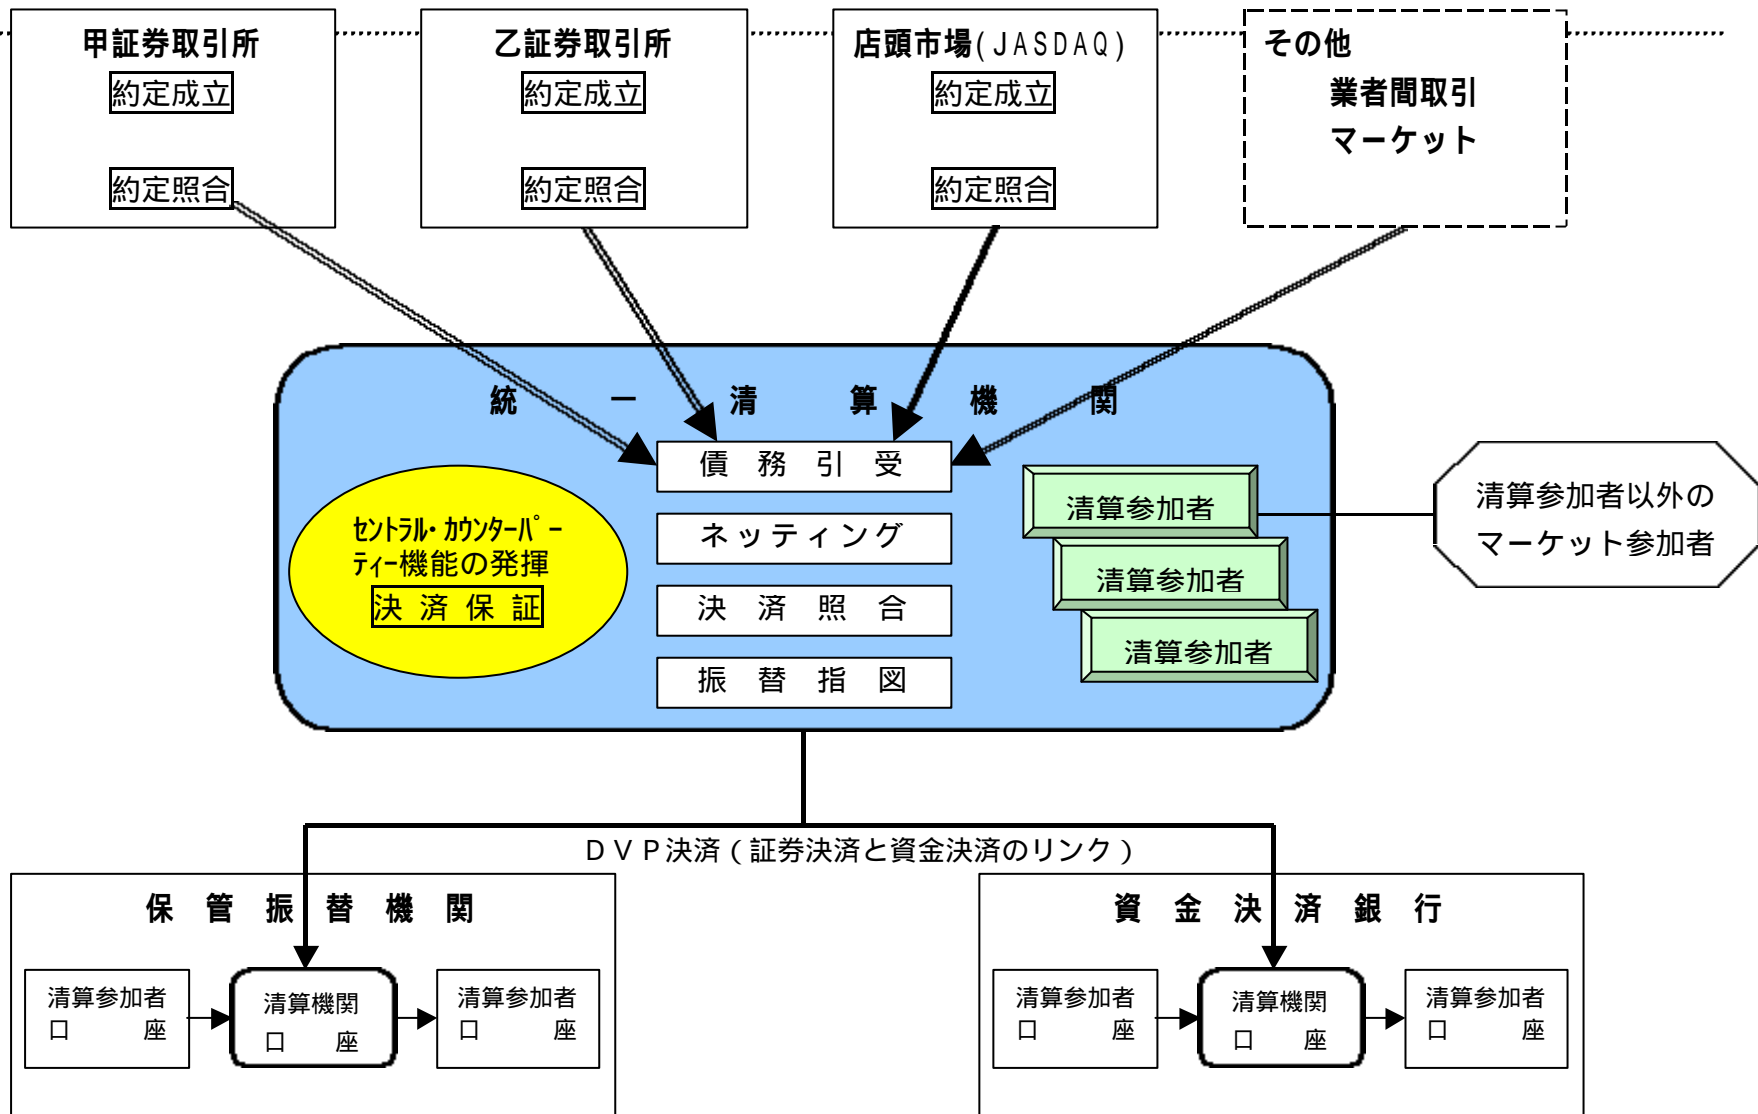 甲証券取引所
約定成立
約定照合
乙証券取引所
約定成立
約定照合
店頭市場(JASDAQ)
約定成立
約定照合
その他
業者間取引
マーケット
統一清算機関
債務引受
ネッティング
決済照合
振替指図
セントラル・カウンターパー
ティー機能の発揮
決済保証
清算参加者
清算参加者
清算参加者
清算参加者以外の
マーケット参加者
DVP決済(証券決済と資金決済のリンク)
保管振替機関
清算参加者
口座
清算機関
口座
清算参加者
口座
資金決済銀行
清算参加者
口座
清算機関
口座
清算参加者
口座